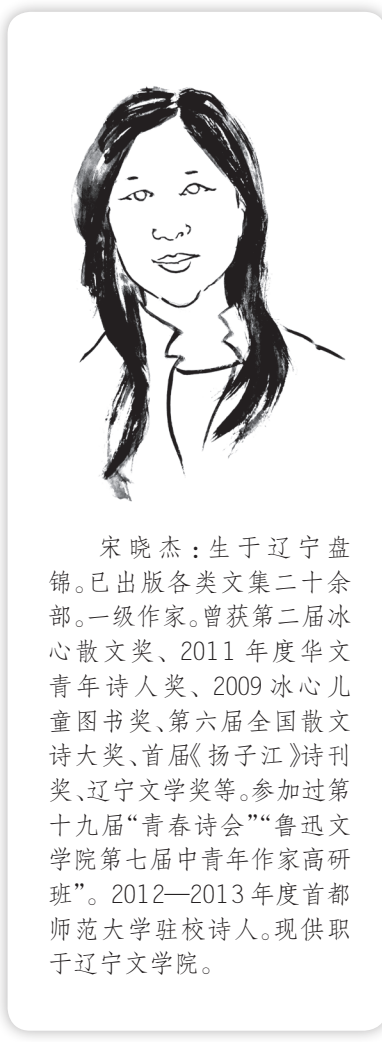 宋晓杰：生于辽宁盘
锦。已出版各类文集二十余
部。一级作家。曾获第二届冰
心散文奖、2011 年度华文
青年诗人奖、2009 冰心儿
童图书奖、第六届全国散文
诗大奖、首届《扬子江》诗刊
奖、辽宁文学奖等。参加过第
十九届“青春诗会”“鲁迅文
学院第七届中青年作家高研
班”。2012—2013 年度首都
师范大学驻校诗人。现供职
于辽宁文学院。